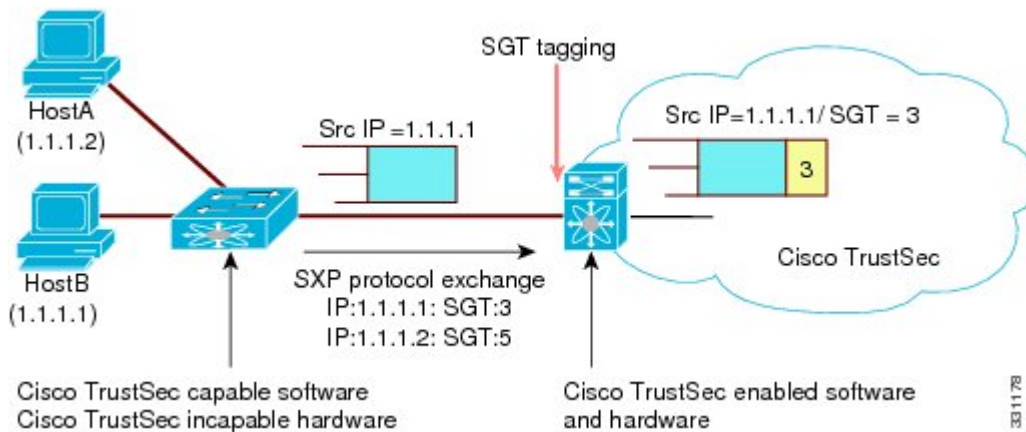 SGT tagging
HostA
(1.1.1.2)
Src IP =1.1.1.1
Src IP=1.1.1.1/ SGT = 3
3
HostB
(1.1.1.1)
SXP protocol exchange
IP:1.1.1.1: SGT:3
IP:1.1.1.2: SGT:5
Cisco TrustSec
Cisco TrustSec capable software
Cisco TrustSec incapable hardware
Cisco TrustSec enabled software
and hardware
331178